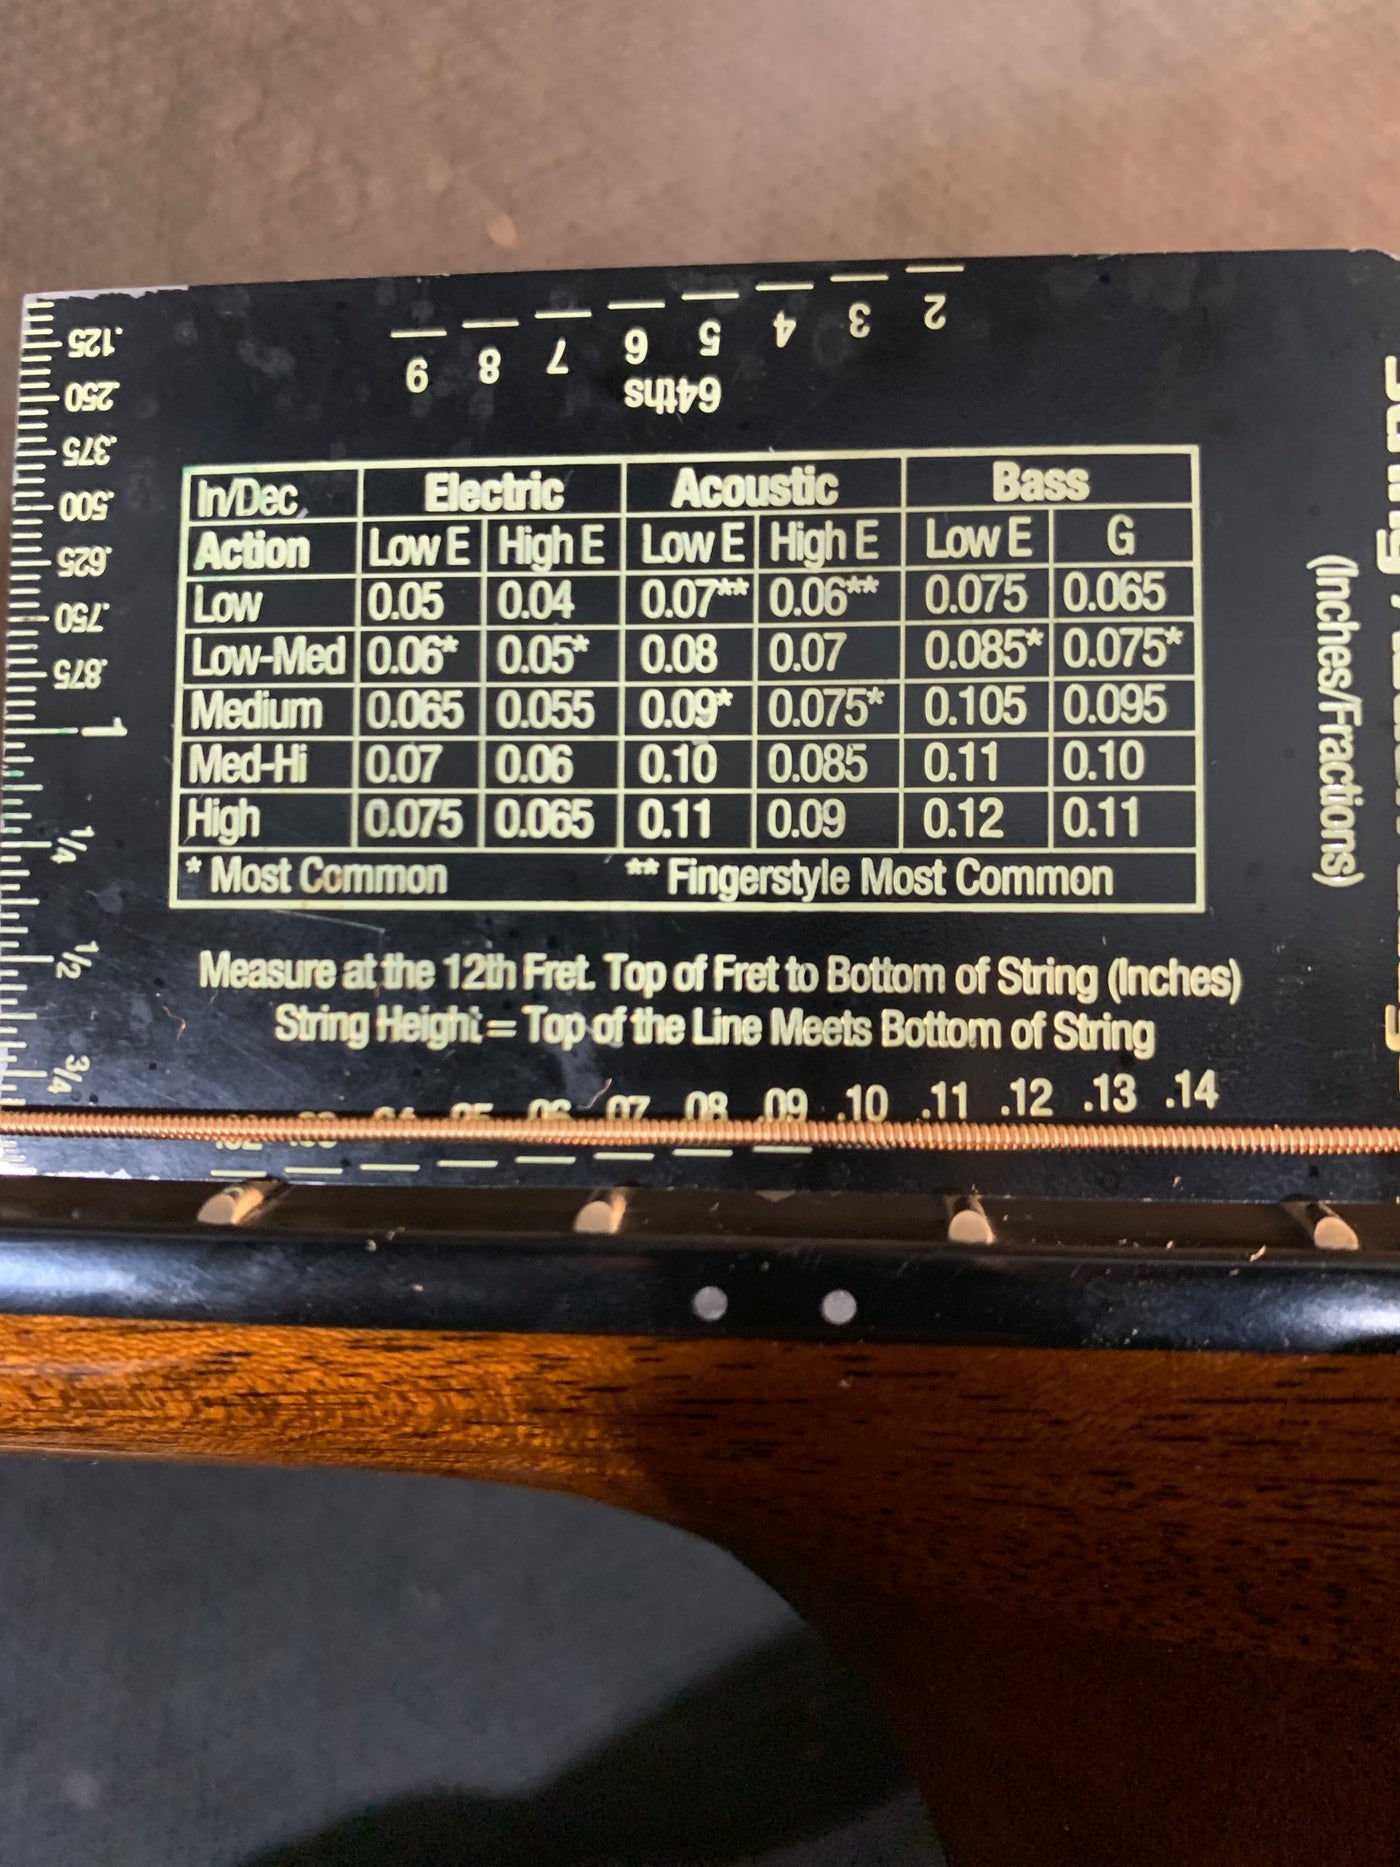 2 3 4 5 6 7 8 9
64ths
.125
.250
.375
.500
.625
.750
.875
1
1/4
1/2
3/4
In/Dec. Electric Acoustic Bass
Action Low E High E Low E High E Low E G
Low 0.05 0.04 0.07** 0.06** 0.075 0.065
Low-Med 0.06* 0.05* 0.08 0.07 0.085* 0.075*
Medium 0.065 0.055 0.09* 0.075* 0.105 0.095
Med-Hi 0.07 0.06 0.10 0.085 0.11 0.10
High 0.075 0.065 0.11 0.09 0.12 0.11
* Most Common ** Fingerstyle Most Common
Measure at the 12th Fret. Top of Fret to Bottom of String (Inches)
String Height = Top of the Line Meets Bottom of String
.02 .03 .04 .05 .06 .07 .08 .09 .10 .11 .12 .13 .14
(Inches/Fractions)